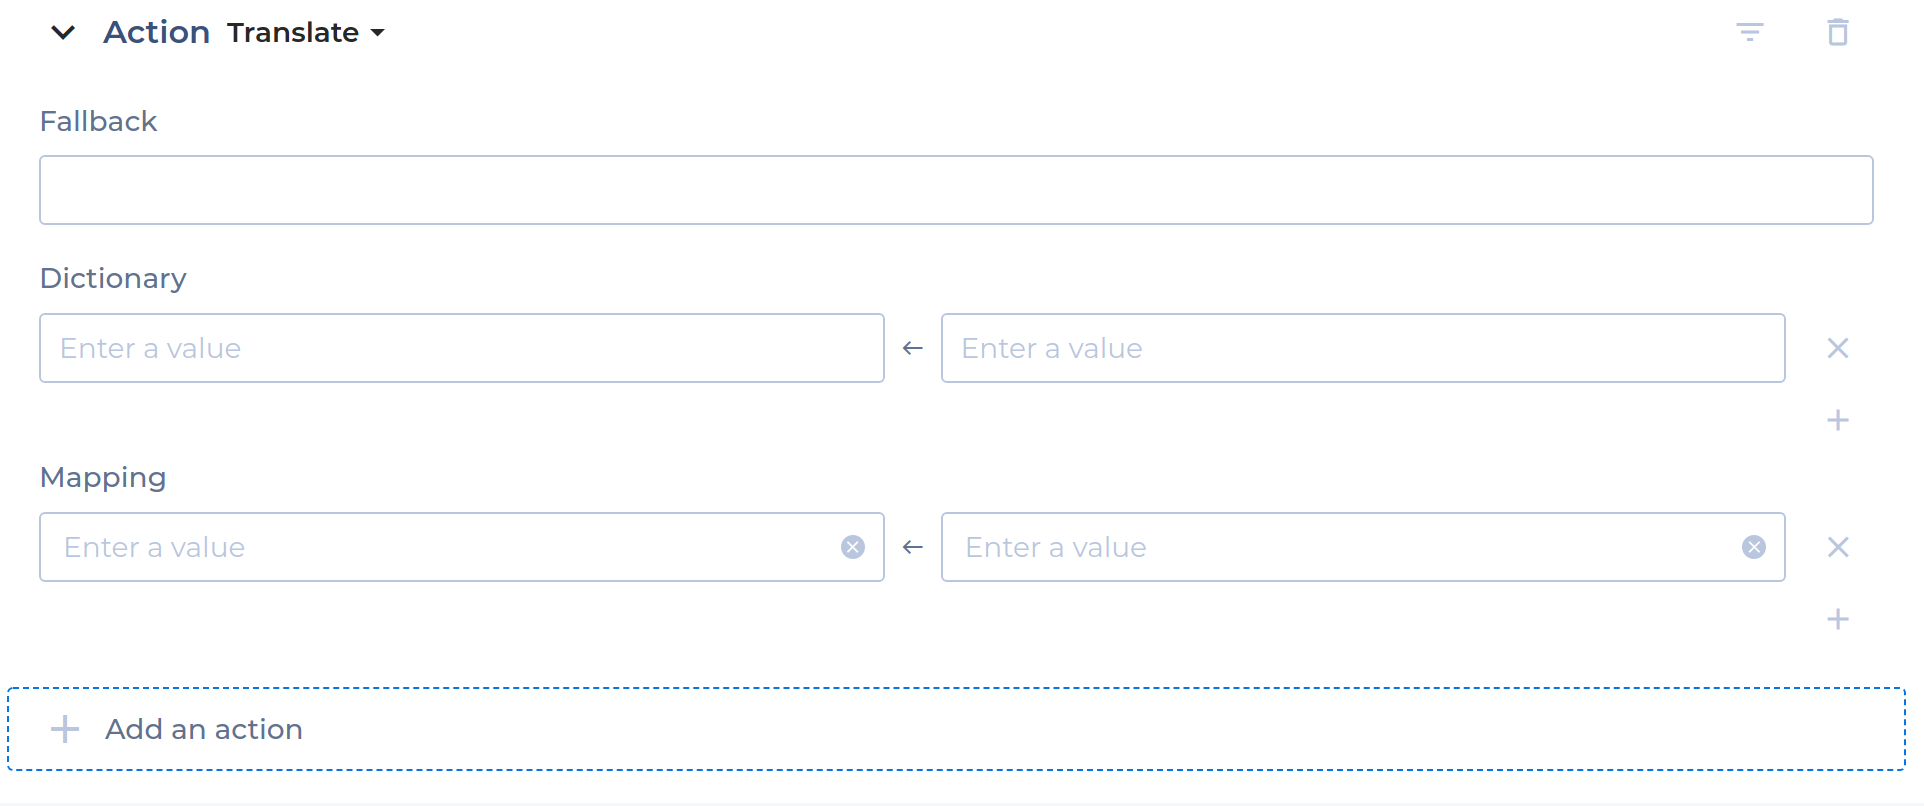 Action Translate
Fallback
Dictionary
Enter a value ← Enter a value
Mapping
Enter a value ← Enter a value
Add an action